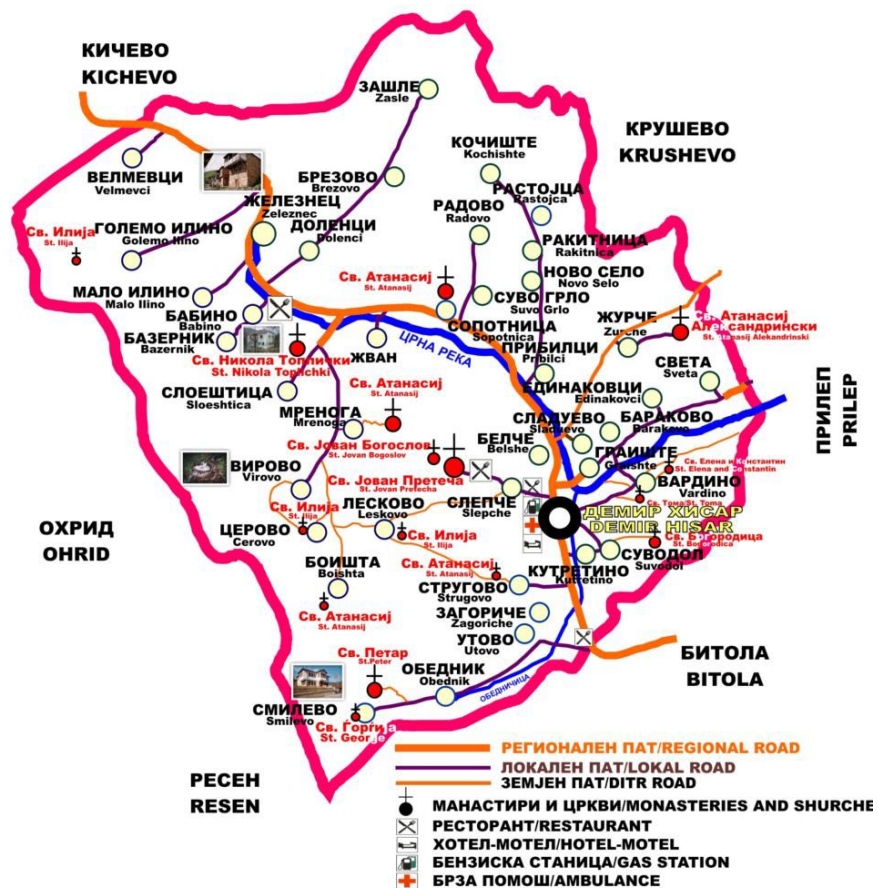 КИЧЕВО
KICHEVO
ЗАШЛЕ
Zasle
КРУШЕВО
KRUSHEVO
КОЧИШТЕ
Kochishte
ВЕЛМЕВЦИ
Velmevci
БРЕЗОВО
Brezovo
РАСТОЈЦА
Rastojca
ЖЕЛЕЗНЕЦ
Zeleznec
РАДОВО
Radovo
Св. Илија
St. Ilija
ГОЛЕМО ИЛИНО
Golemo Ilino
ДОЛЕНЦИ
Dolenci
РАКИТНИЦА
Rakitnica
Св. Атанасиј
St. Atanasij
НОВО СЕЛО
Novo Selo
МАЛО ИЛИНО
Malo Ilino
СУВО ГРЛО
Suvo Grlo
БАБИНО
Babino
СОПОТНИЦА
Sopotnica
ЖУРЧЕ
Zurche
Св. Атанасиј
Александрински
St. Atanasij Alekandrinski
БАЗЕРНИК
Bazernik
ЦРНА РЕКА
ПРИБИЛЦИ
Pribilci
Св. Никола Топлички
St. Nikola Toplichki
ЖВАН
СВЕТА
Sveta
СЛОЕШТИЦА
Sloeshtica
Св. Атанасиј
St. Atanasij
ЕДИНАКОВЦИ
Edinakovci
ПРИЛЕП
PRILEP
МРЕНОГА
Mrenoga
СЛАДУЕВО
Sladuevo
БАРАКОВО
Barakovo
Св. Јован Богослов
St. Jovan Bogoslov
БЕЛЧЕ
Belshe
ГРАИШТЕ
Graishte
Св. Елена и Константин
St. Elena and Constantin
ВИРОВО
Virovo
Св. Јован Претеча
St. Jovan Pretecha
ВАРДИНО
Vardino
СЛЕПЧЕ
Slepche
Св. Тома/St. Toma
Св. Илија
St. Ilija
ЛЕСКОВО
Leskovo
ДЕМИР ХИСАР
DEMIR HISAR
ОХРИД
OHRID
ЦЕРОВО
Cerovo
Св. Илија
St. Ilija
Св. Богородица
St. Bogorodica
СУВОДОЛ
Suvodol
БОИШТА
Boishta
Св. Атанасиј
St. Atanasij
КУТРЕТИНО
Kutretino
СТРУГОВО
Strugovo
Св. Атанасиј
St. Atanasij
ЗАГОРИЧЕ
Zagoriche
УТОВО
Utovo
Св. Петар
St.Peter
БИТОЛА
BITOLA
ОБЕДНИК
Obednik
ОБЕДНИЧИЦА
СМИЛЕВО
Smilevo
Св. Ѓорѓија
St. George
РЕСЕН
RESEN
РЕГИОНАЛЕН ПАТ/REGIONAL ROAD
ЛОКАЛЕН ПАТ/LOKAL ROAD
ЗЕМЈЕН ПАТ/DITR ROAD
МАНАСТИРИ И ЦРКВИ/MONASTERIES AND SHURCHE
РЕСТОРАНТ/RESTAURANT
ХОТЕЛ-МОТЕЛ/HOTEL-MOTEL
БЕНЗИСКА СТАНИЦА/GAS STATION
БРЗА ПОМОШ/AMBULANCE